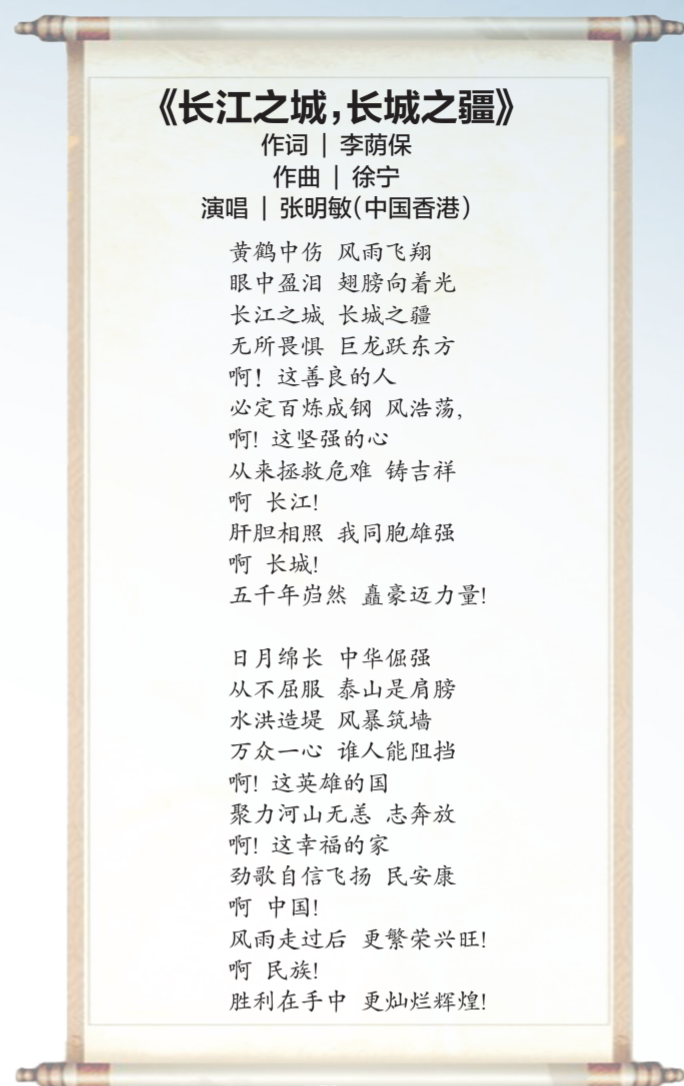 《长江之城，长城之疆》
作词 | 李荫保
作曲 | 徐宁
演唱 | 张明敏（中国香港）
黄鹤中伤 风雨飞翔
眼中盈泪 翅膀向着光
长江之城 长城之疆
无所畏惧 巨龙跃东方
啊！这善良的人
必定百炼成钢 风浩荡,
啊! 这坚强的心
从来拯救危难 铸吉祥
啊 长江!
肝胆相照 我同胞雄强
啊 长城!
五千年岿然 矗豪迈力量!
日月绵长 中华倔强
从不屈服 泰山是肩膀
水洪造堤 风暴筑墙
万众一心 谁人能阻挡
啊! 这英雄的国
聚力河山无恙 志奔放
啊! 这幸福的家
劲歌自信飞扬 民安康
啊 中国!
风雨走过后 更繁荣兴旺!
啊 民族!
胜利在手中 更灿烂辉煌!